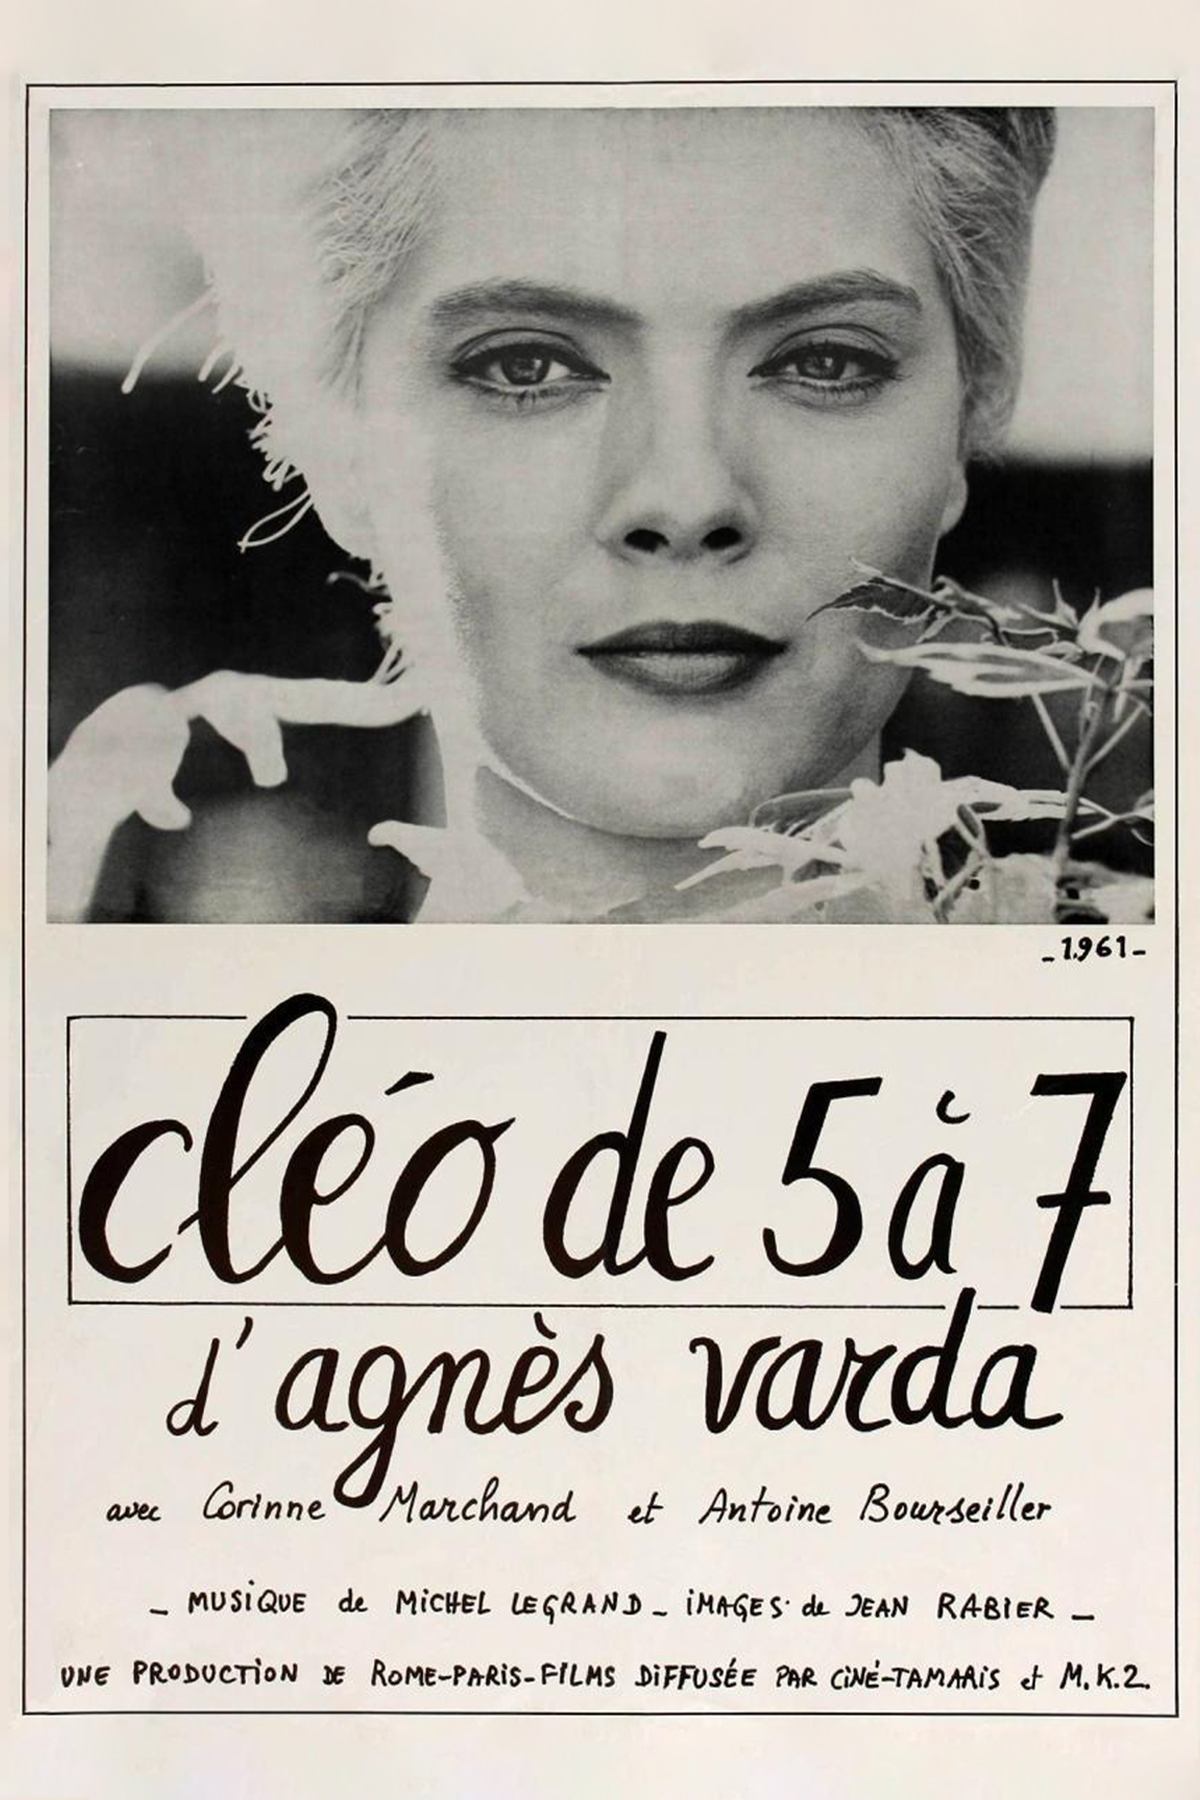 _1961_
cléo de 5 à 7
d'agnès varda
avec Corinne Marchand et Antoine Bourseiller
_ MUSiQUE de MiCHEL LEGRAND _ iMAGES de JEAN RABiER _
UNE PRODUCTiON DE ROME-PARiS-FiLMS DiFFUSÉE PAR CiNÉ-TAMARiS et M.K.2.